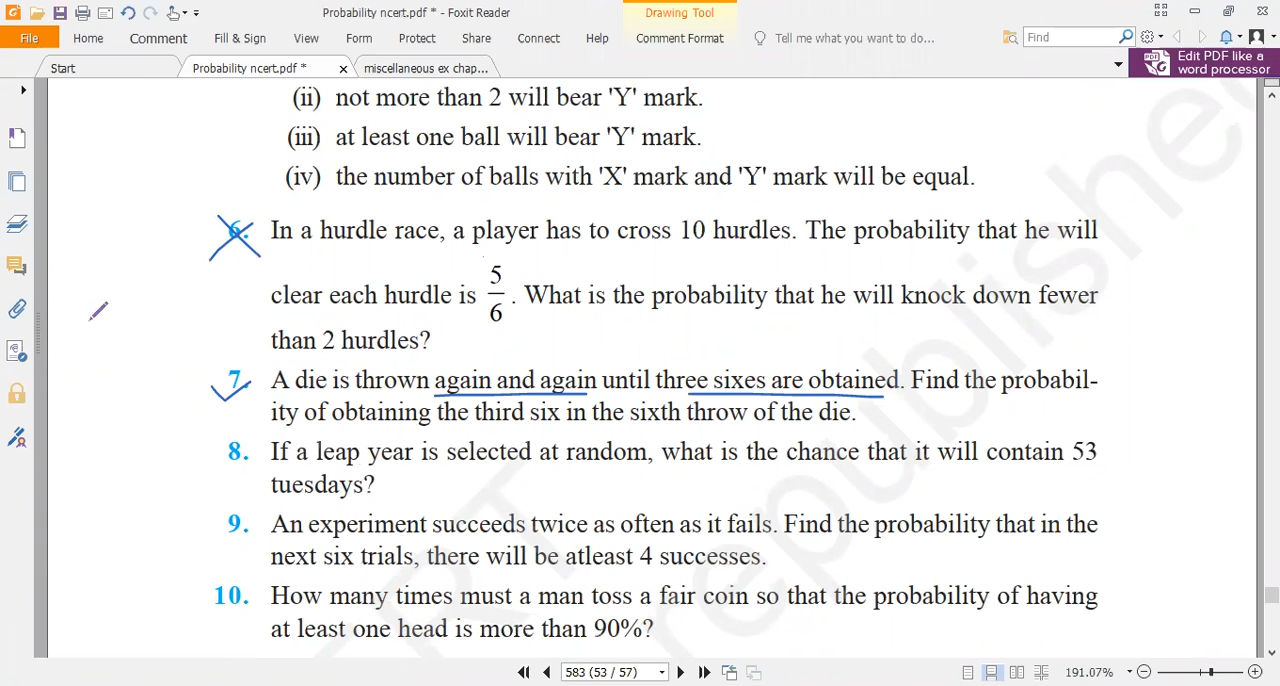 Probability ncert.pdf * - Foxit Reader
Drawing Tool
File Home Comment Fill & Sign View Form Protect Share Connect Help Comment Format Tell me what you want to do... Find
Start Probability ncert.pdf * miscellaneous ex chap... Edit PDF like a
word processor
(ii) not more than 2 will bear 'Y' mark.
(iii) at least one ball will bear 'Y' mark.
(iv) the number of balls with 'X' mark and 'Y' mark will be equal.
6. In a hurdle race, a player has to cross 10 hurdles. The probability that he will
clear each hurdle is 5/6. What is the probability that he will knock down fewer
than 2 hurdles?
7. A die is thrown again and again until three sixes are obtained. Find the probabil-
ity of obtaining the third six in the sixth throw of the die.
8. If a leap year is selected at random, what is the chance that it will contain 53
tuesdays?
9. An experiment succeeds twice as often as it fails. Find the probability that in the
next six trials, there will be atleast 4 successes.
10. How many times must a man toss a fair coin so that the probability of having
at least one head is more than 90%?
583 (53 / 57) 191.07%
republished